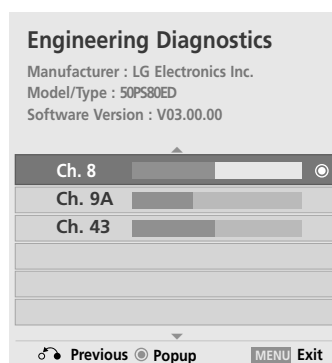 Engineering Diagnostics
Manufacturer : LG Electronics Inc.
Model/Type : 50PS80ED
Software Version : V03.00.00
Ch. 8
Ch. 9A
Ch. 43
Previous Popup MENU Exit